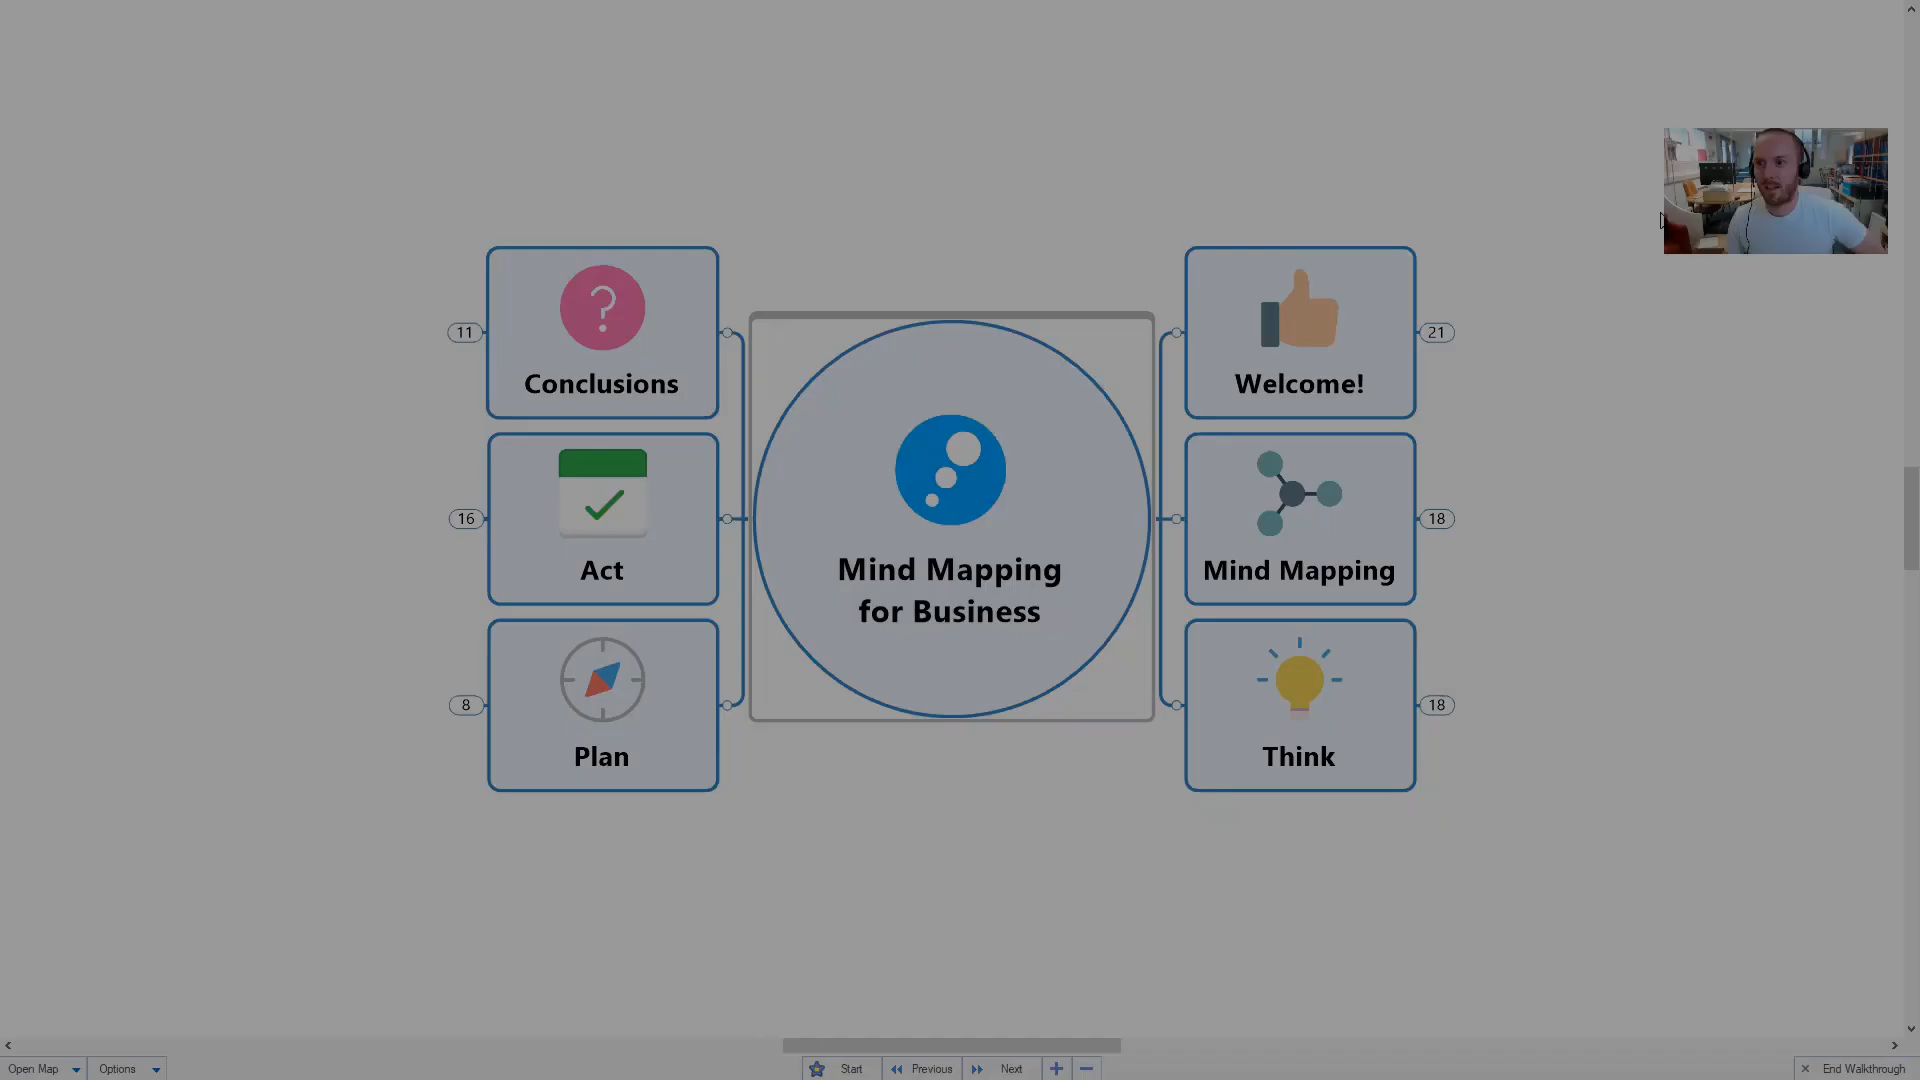 11
Conclusions
16
Act
8
Plan
Mind Mapping
for Business
Welcome!
21
Mind Mapping
18
Think
18
Open Map
Options
Start
Previous
Next
End Walkthrough